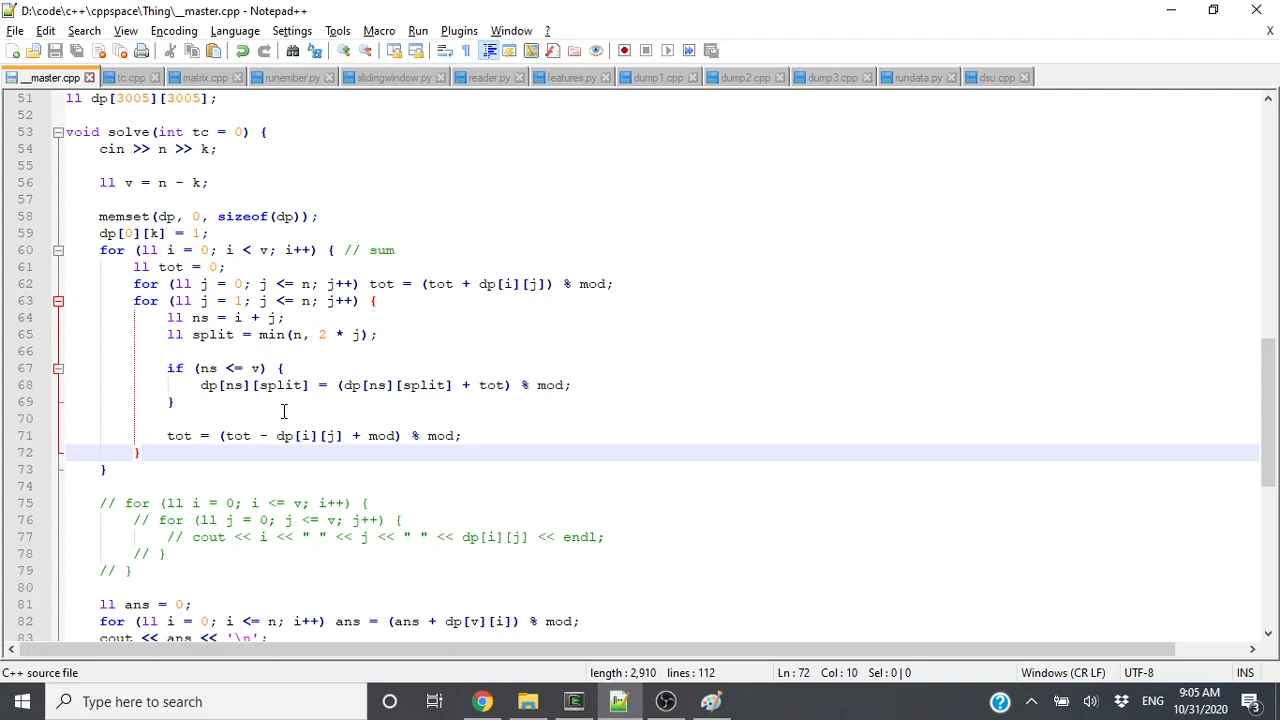 D:\code\c++\cppspace\Thing\__master.cpp - Notepad++
File Edit Search View Encoding Language Settings Tools Macro Run Plugins Window ? X
__master.cpp tc.cpp matrix.cpp runember.py slidingwindow.py reader.py features.py dump1.cpp dump2.cpp dump3.cpp rundata.py dsu.cpp
51 ll dp[3005][3005];
52
53 void solve(int tc = 0) {
54 cin >> n >> k;
55
56 ll v = n - k;
57
58 memset(dp, 0, sizeof(dp));
59 dp[0][k] = 1;
60 for (ll i = 0; i < v; i++) { // sum
61 ll tot = 0;
62 for (ll j = 0; j <= n; j++) tot = (tot + dp[i][j]) % mod;
63 for (ll j = 1; j <= n; j++) {
64 ll ns = i + j;
65 ll split = min(n, 2 * j);
66
67 if (ns <= v) {
68 dp[ns][split] = (dp[ns][split] + tot) % mod;
69 }
70
71 tot = (tot - dp[i][j] + mod) % mod;
72 }
73 }
74
75 // for (ll i = 0; i <= v; i++) {
76 // for (ll j = 0; j <= v; j++) {
77 // cout << i << " " << j << " " << dp[i][j] << endl;
78 // }
79 // }
80
81 ll ans = 0;
82 for (ll i = 0; i <= n; i++) ans = (ans + dp[v][i]) % mod;
83 cout << ans << '\n';
C++ source file length : 2,910 lines : 112 Ln : 72 Col : 10 Sel : 0 | 0 Windows (CR LF) UTF-8 INS
Type here to search ENG 9:05 AM
10/31/2020 3